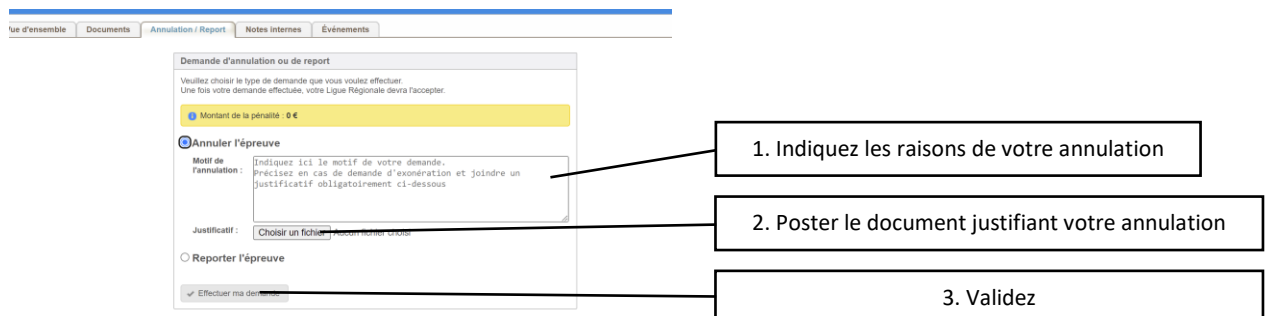 Vue d'ensemble Documents Annulation / Report Notes internes Événements
Demande d'annulation ou de report
Veuillez choisir le type de demande que vous voulez effectuer.
Une fois votre demande effectuée, votre Ligue Régionale devra l'accepter.
Montant de la pénalité : 0 €
Annuler l'épreuve
Motif de l'annulation :
Indiquez ici le motif de votre demande.
Précisez en cas de demande d'exonération et joindre un
justificatif obligatoirement ci-dessous
Justificatif : Choisir un fichier Aucun fichier choisi
Reporter l'épreuve
Effectuer ma demande
1. Indiquez les raisons de votre annulation
2. Poster le document justifiant votre annulation
3. Validez